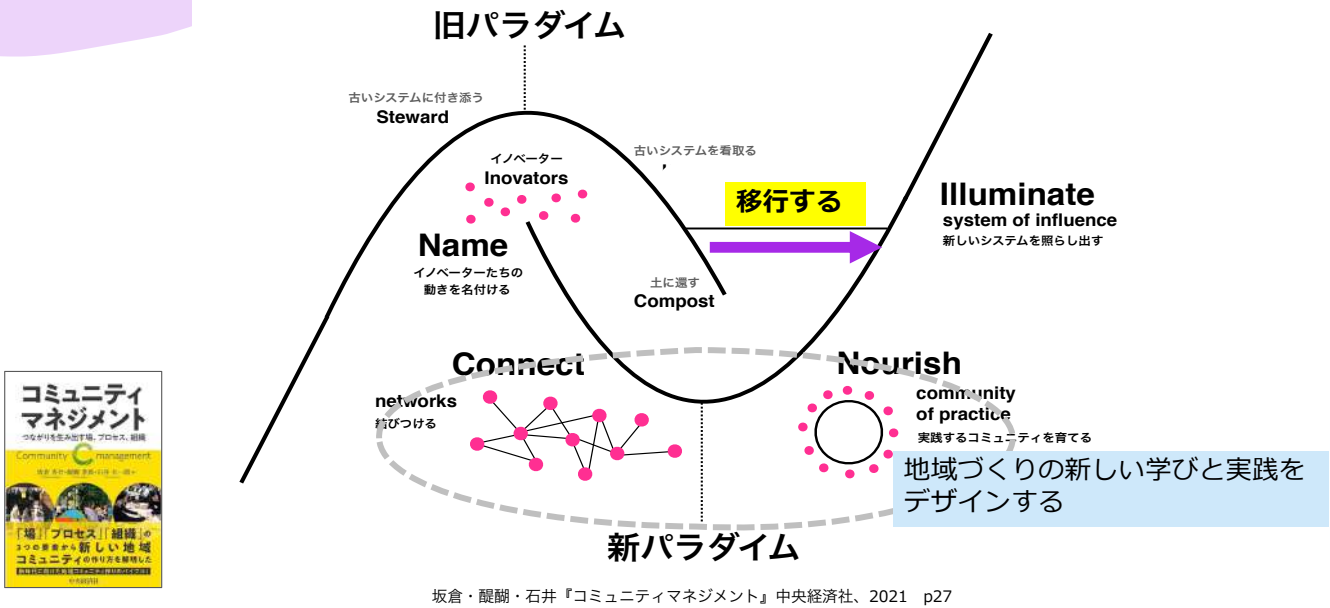 旧パラダイム
古いシステムに付き添う
Steward
イノベーター
Inovators
古いシステムを看取る
,
移行する
Illuminate
system of influence
新しいシステムを照らし出す
Name
イノベーターたちの
動きを名付ける
土に還す
Compost
Connect
networks
結びつける
Nourish
community
of practice
実践するコミュニティを育てる
地域づくりの新しい学びと実践を
デザインする
新パラダイム
コミュニティ
マネジメント
つながりを生み出す場、プロセス、組織
Community C management
「場」「プロセス」「組織」の
3つの要素から新しい地域
コミュニティの作り方を解明した
中央経済社
坂倉・醍醐・石井『コミュニティマネジメント』中央経済社、2021 p27